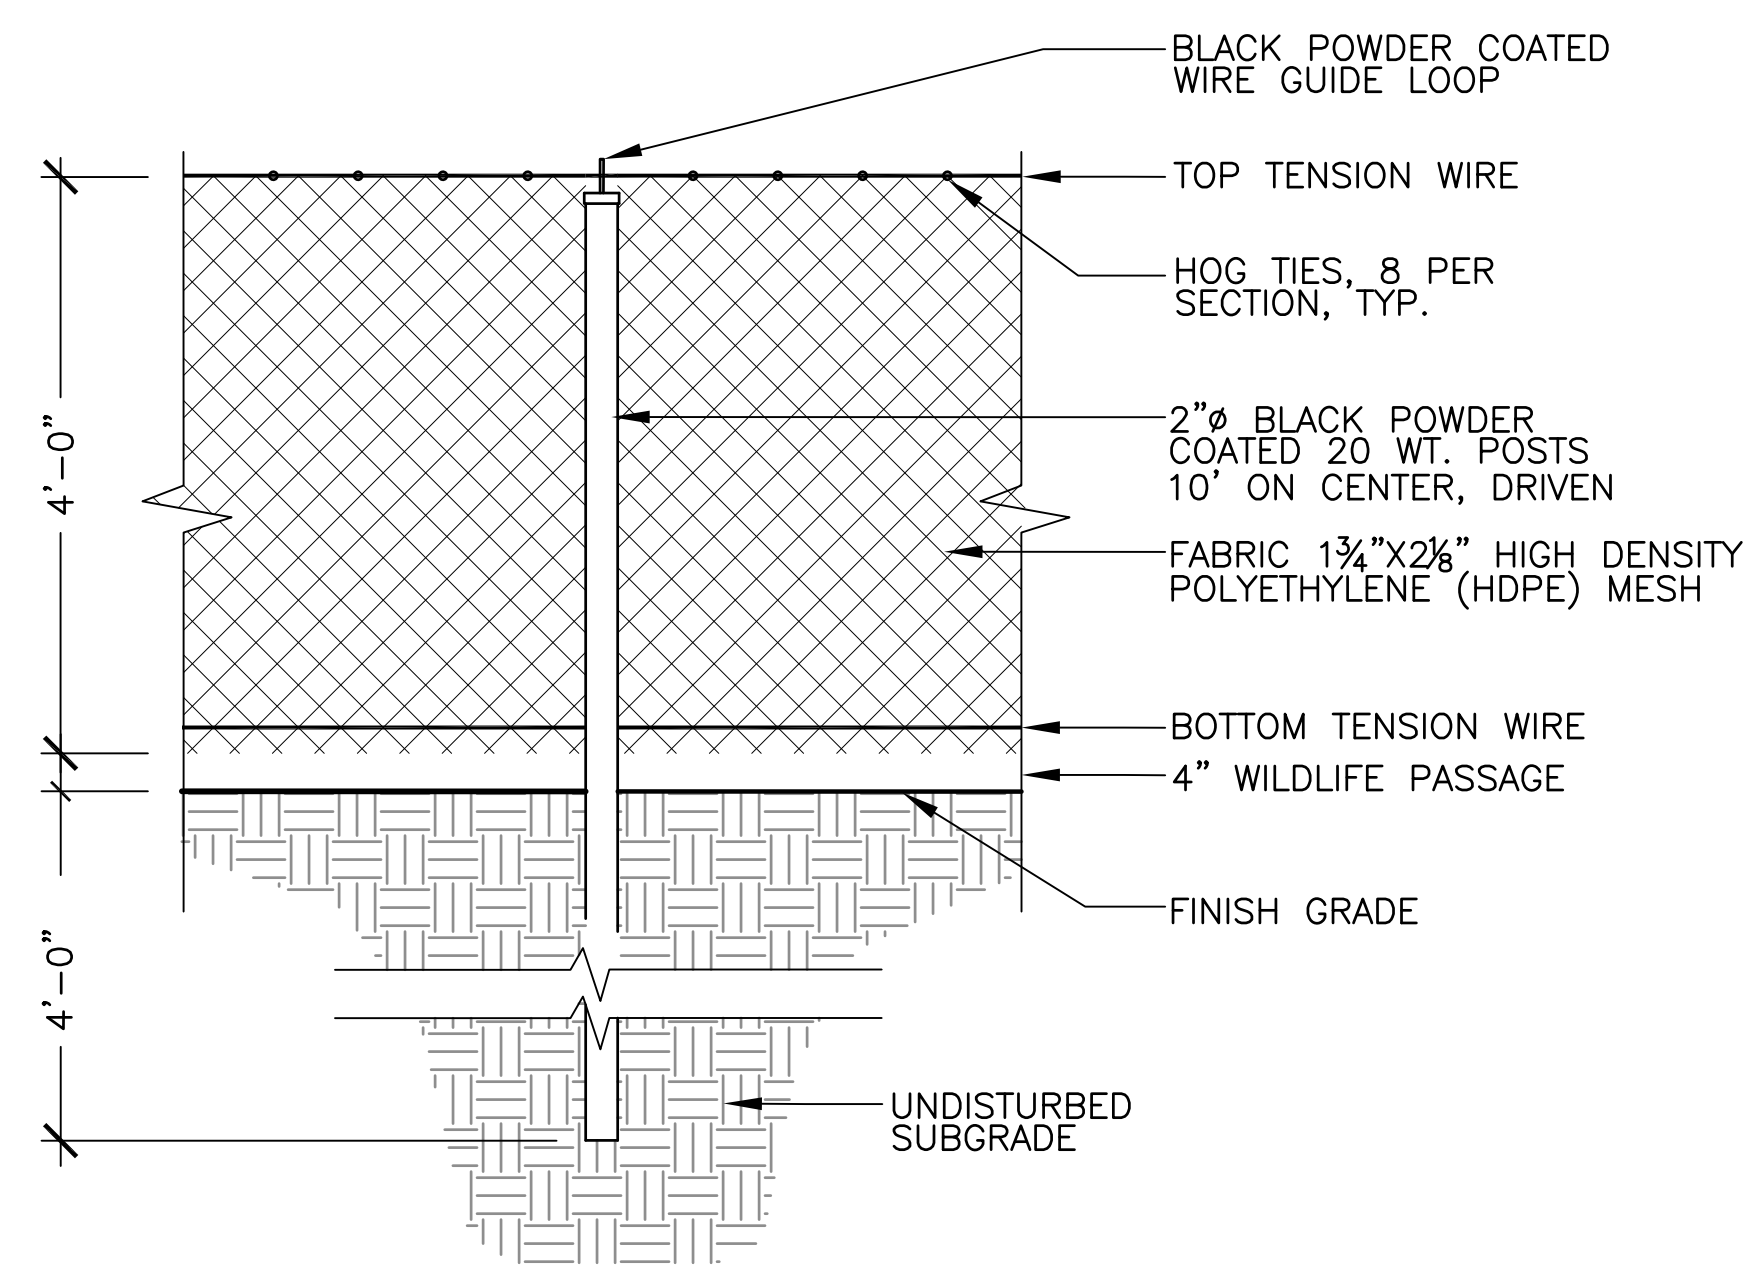 BLACK POWDER COATED
WIRE GUIDE LOOP
TOP TENSION WIRE
HOG TIES, 8 PER
SECTION, TYP.
2"ø BLACK POWDER
COATED 20 WT. POSTS
10' ON CENTER, DRIVEN
4'-0"
FABRIC 1¾"X2⅛" HIGH DENSITY
POLYETHYLENE (HDPE) MESH
BOTTOM TENSION WIRE
4" WILDLIFE PASSAGE
FINISH GRADE
4'-0"
UNDISTURBED
SUBGRADE